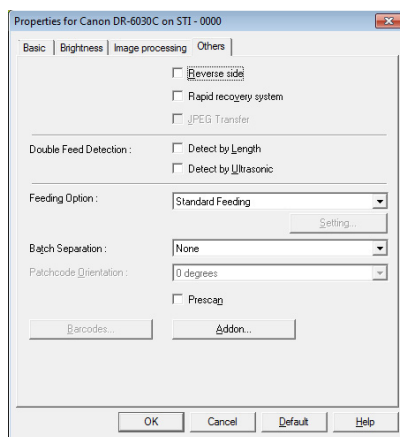 Properties for Canon DR-6030C on STI - 0000
Basic Brightness Image processing Others
Reverse side
Rapid recovery system
JPEG Transfer
Double Feed Detection : Detect by Length
Detect by Ultrasonic
Feeding Option : Standard Feeding
Setting...
Batch Separation : None
Patchcode Orientation : 0 degrees
Prescan
Barcodes... Addon...
OK Cancel Default Help